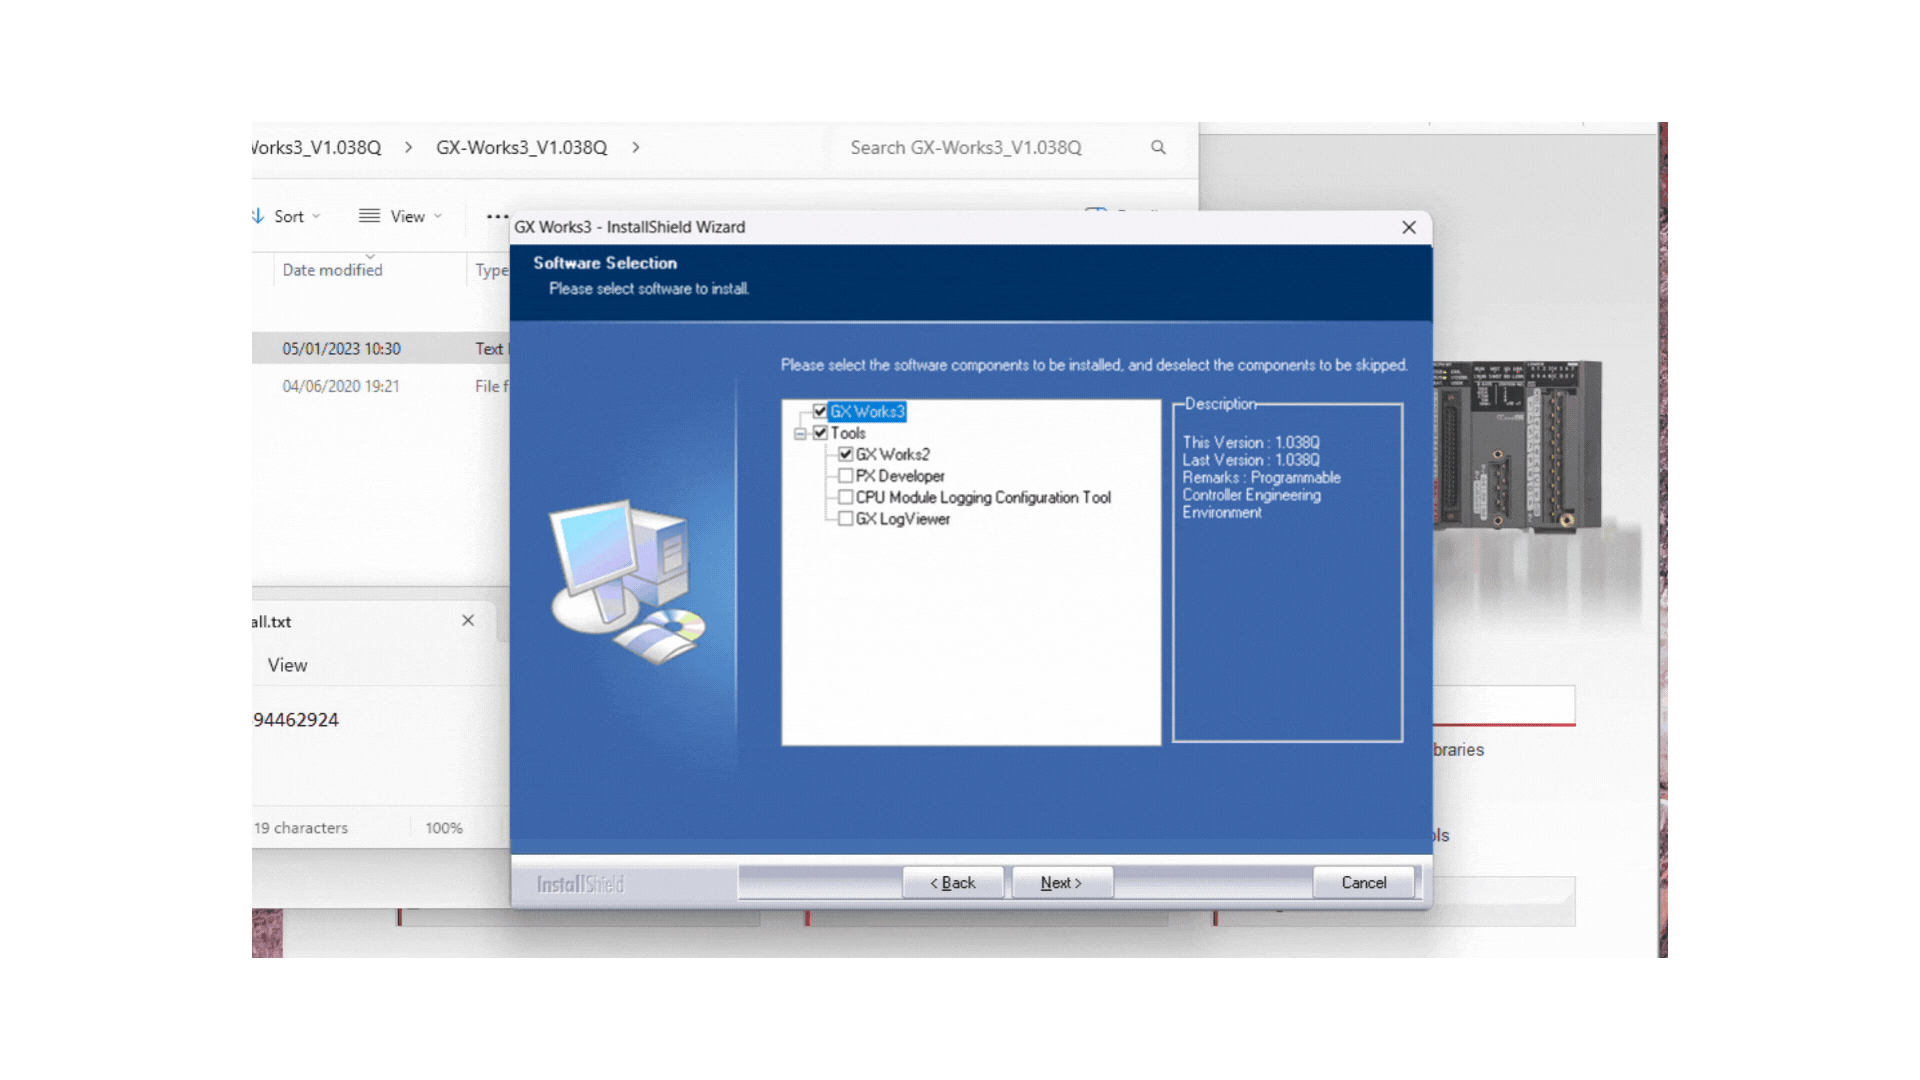 GX-Works3_V1.038Q
Search GX-Works3_V1.038Q
Sort
View
GX Works3 - InstallShield Wizard
Software Selection
Please select software to install.
Date modified
Type
05/01/2023 10:30
Text
04/06/2020 19:21
File f
Please select the software components to be installed, and deselect the components to be skipped.
GX Works3
Tools
GX Works2
PX Developer
CPU Module Logging Configuration Tool
GX LogViewer
Description
This Version : 1.038Q
Last Version : 1.038Q
Remarks : Programmable
Controller Engineering
Environment
all.txt
View
94462924
19 characters
100%
braries
ols
InstallShield
< Back
Next >
Cancel